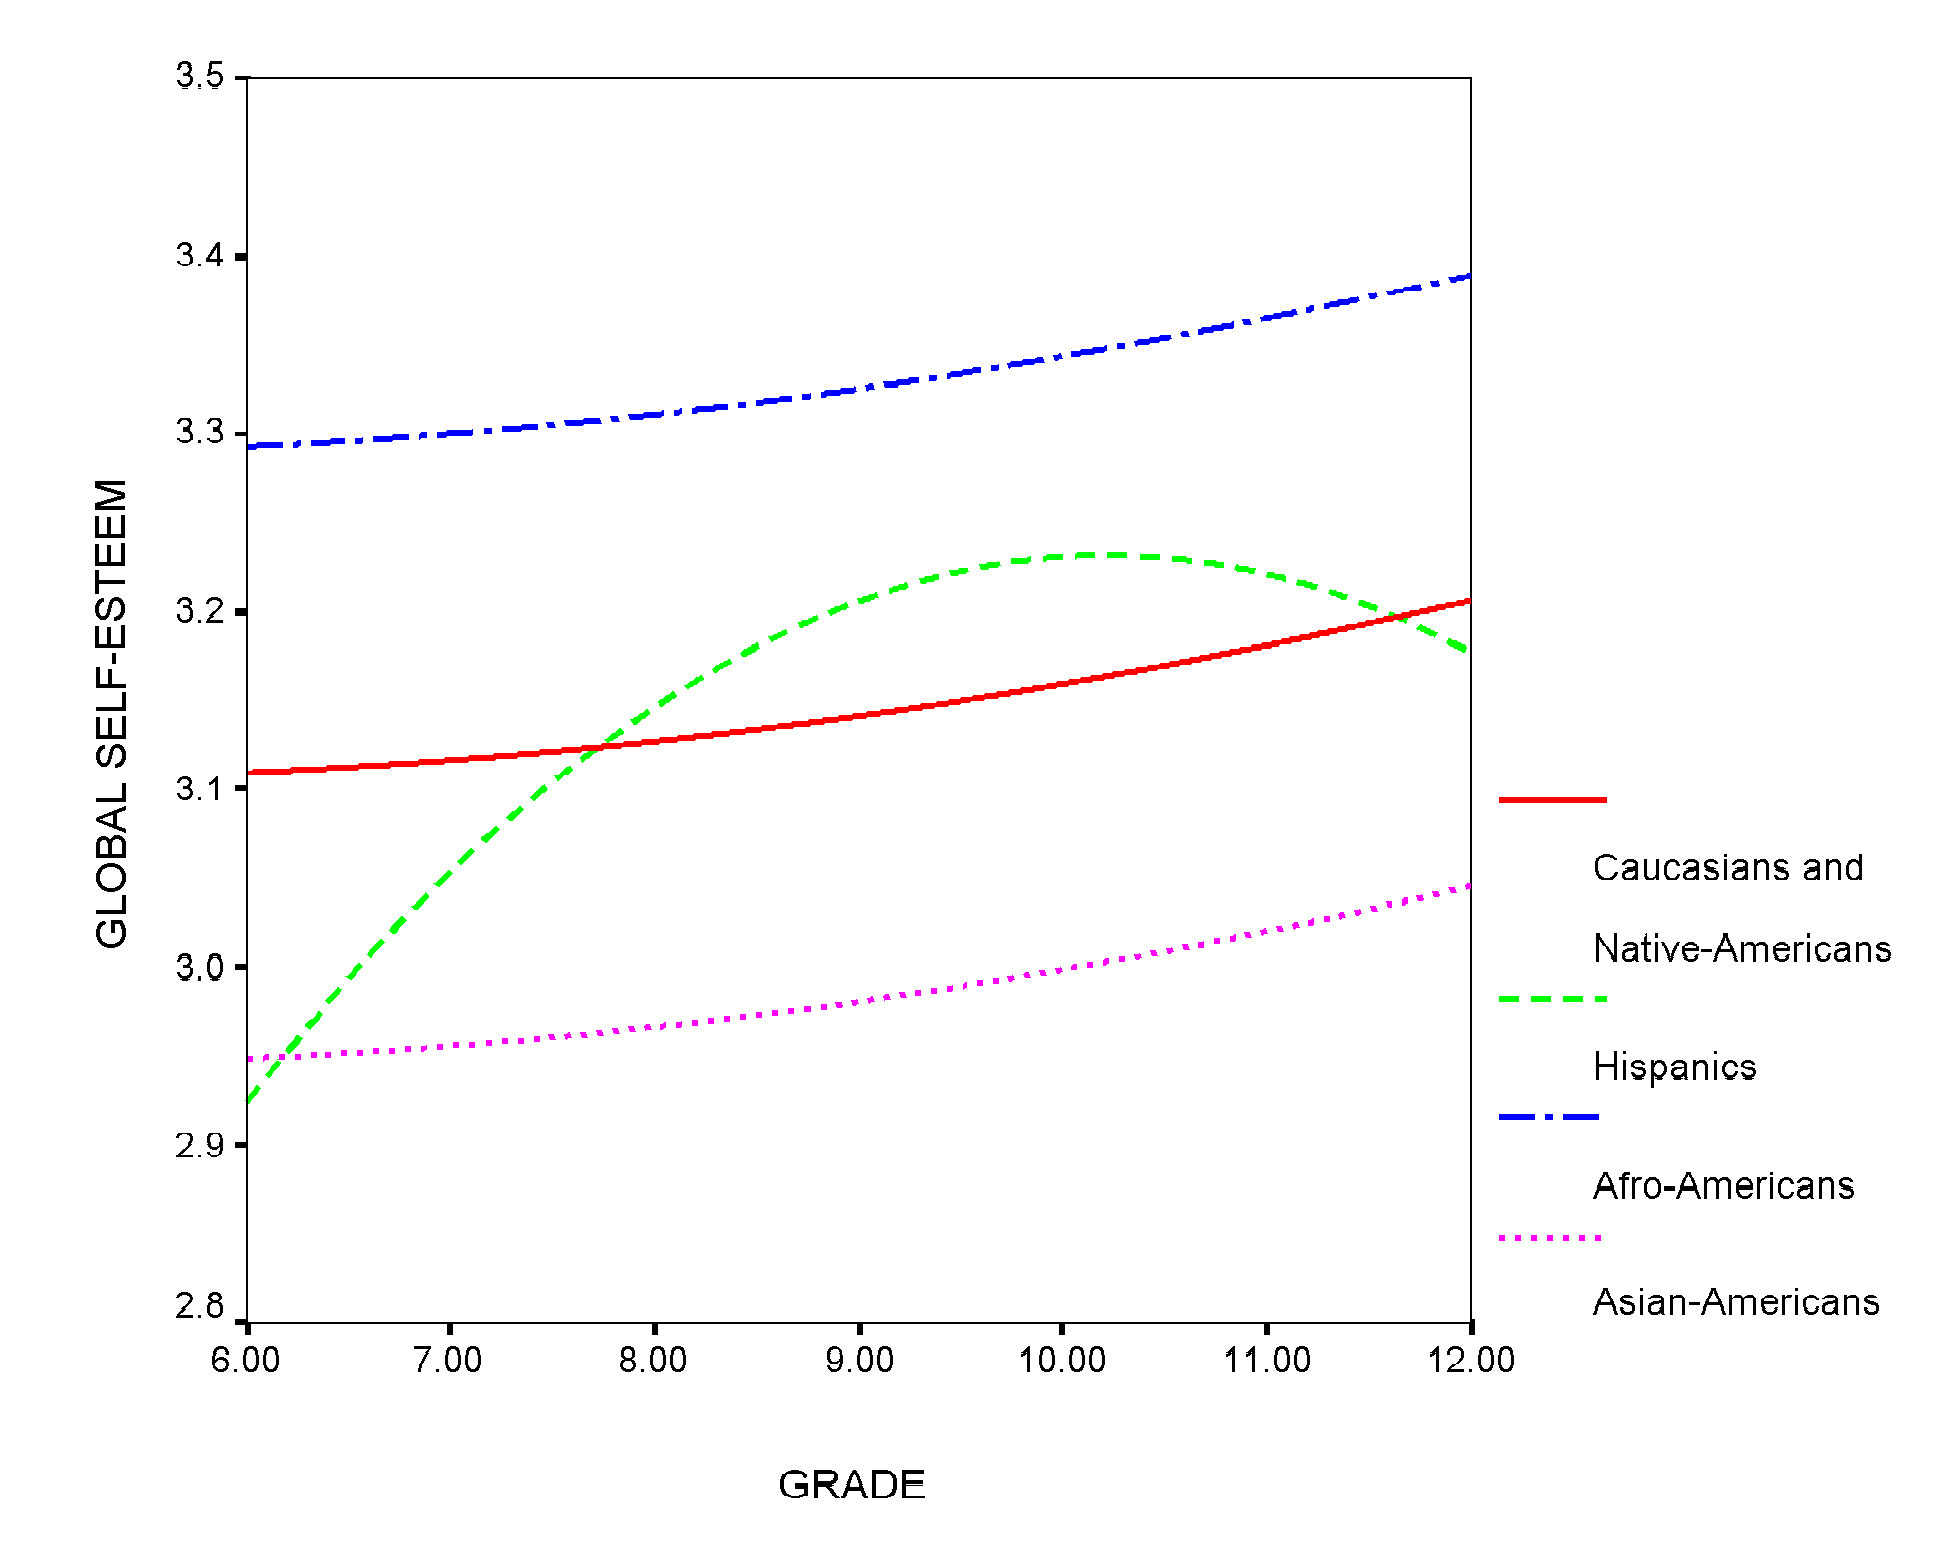 3.5
3.4
3.3
3.2
3.1
3.0
2.9
2.8
GLOBAL SELF-ESTEEM
6.00 7.00 8.00 9.00 10.00 11.00 12.00
GRADE
Caucasians and
Native-Americans
Hispanics
Afro-Americans
Asian-Americans